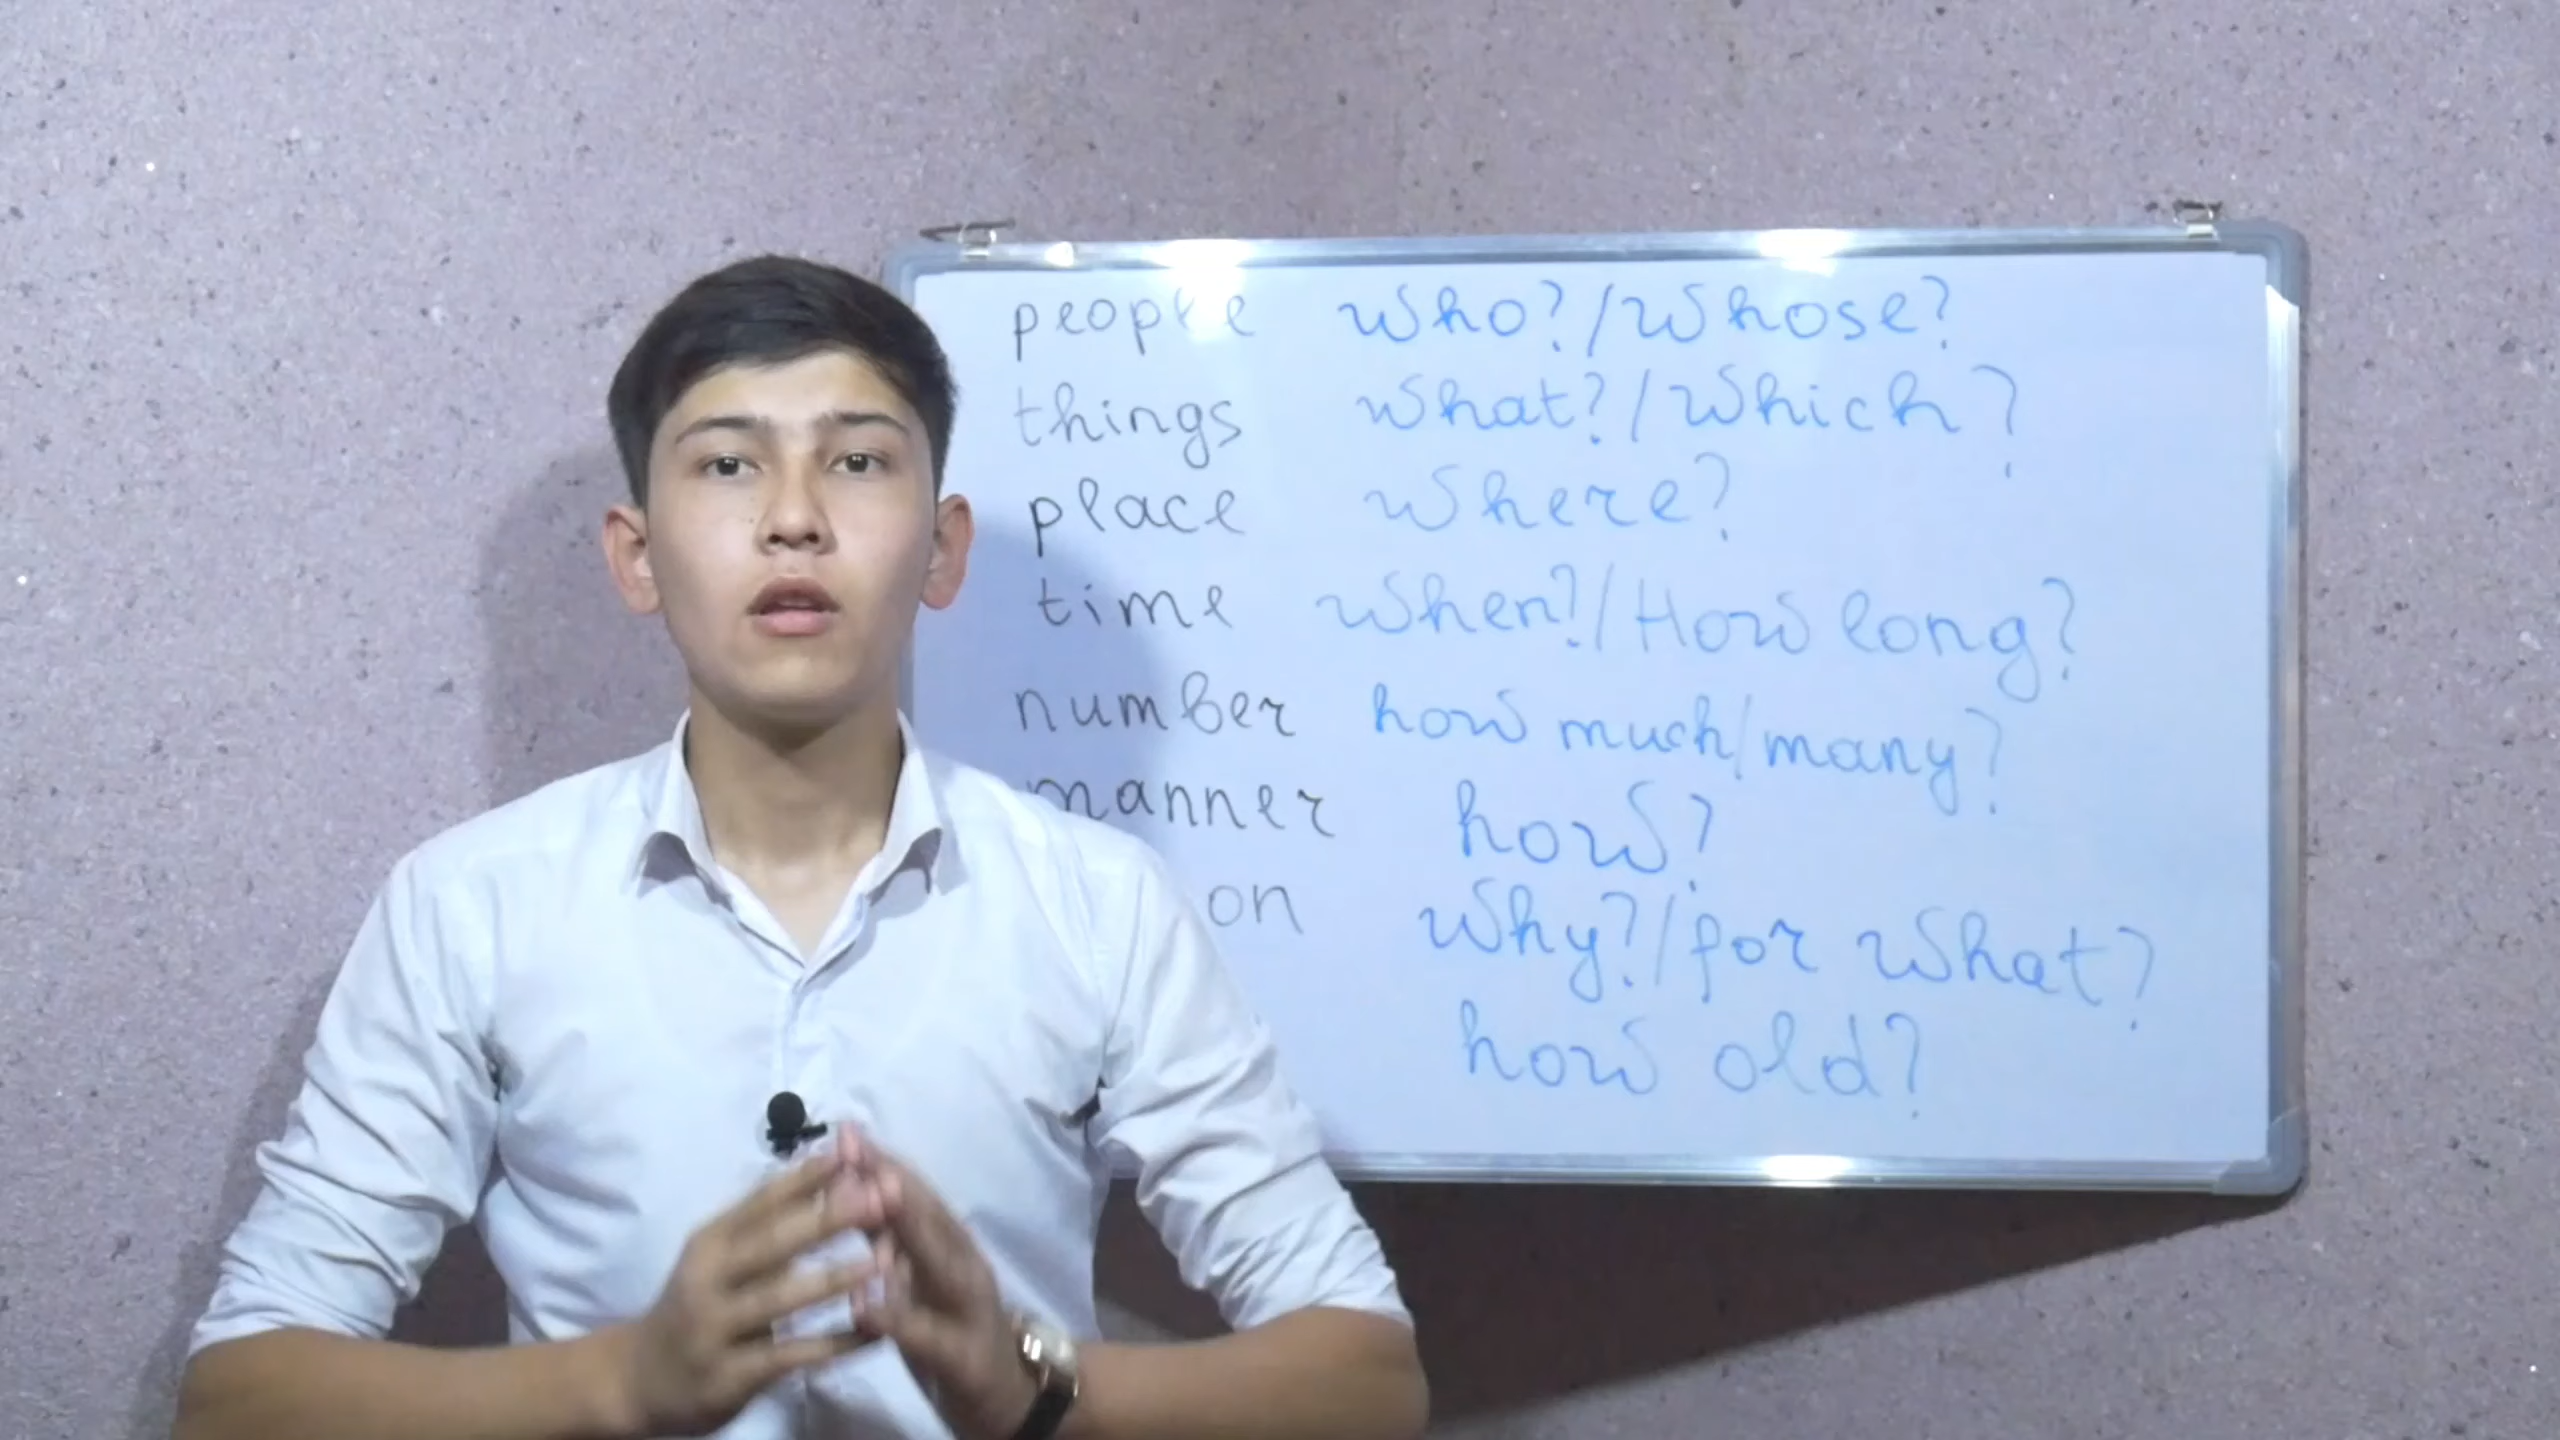 people who? / Whose?
things what? / Which?
place where?
time when? / How long?
number how much / many?
manner how?
on why? / for what?
how old?